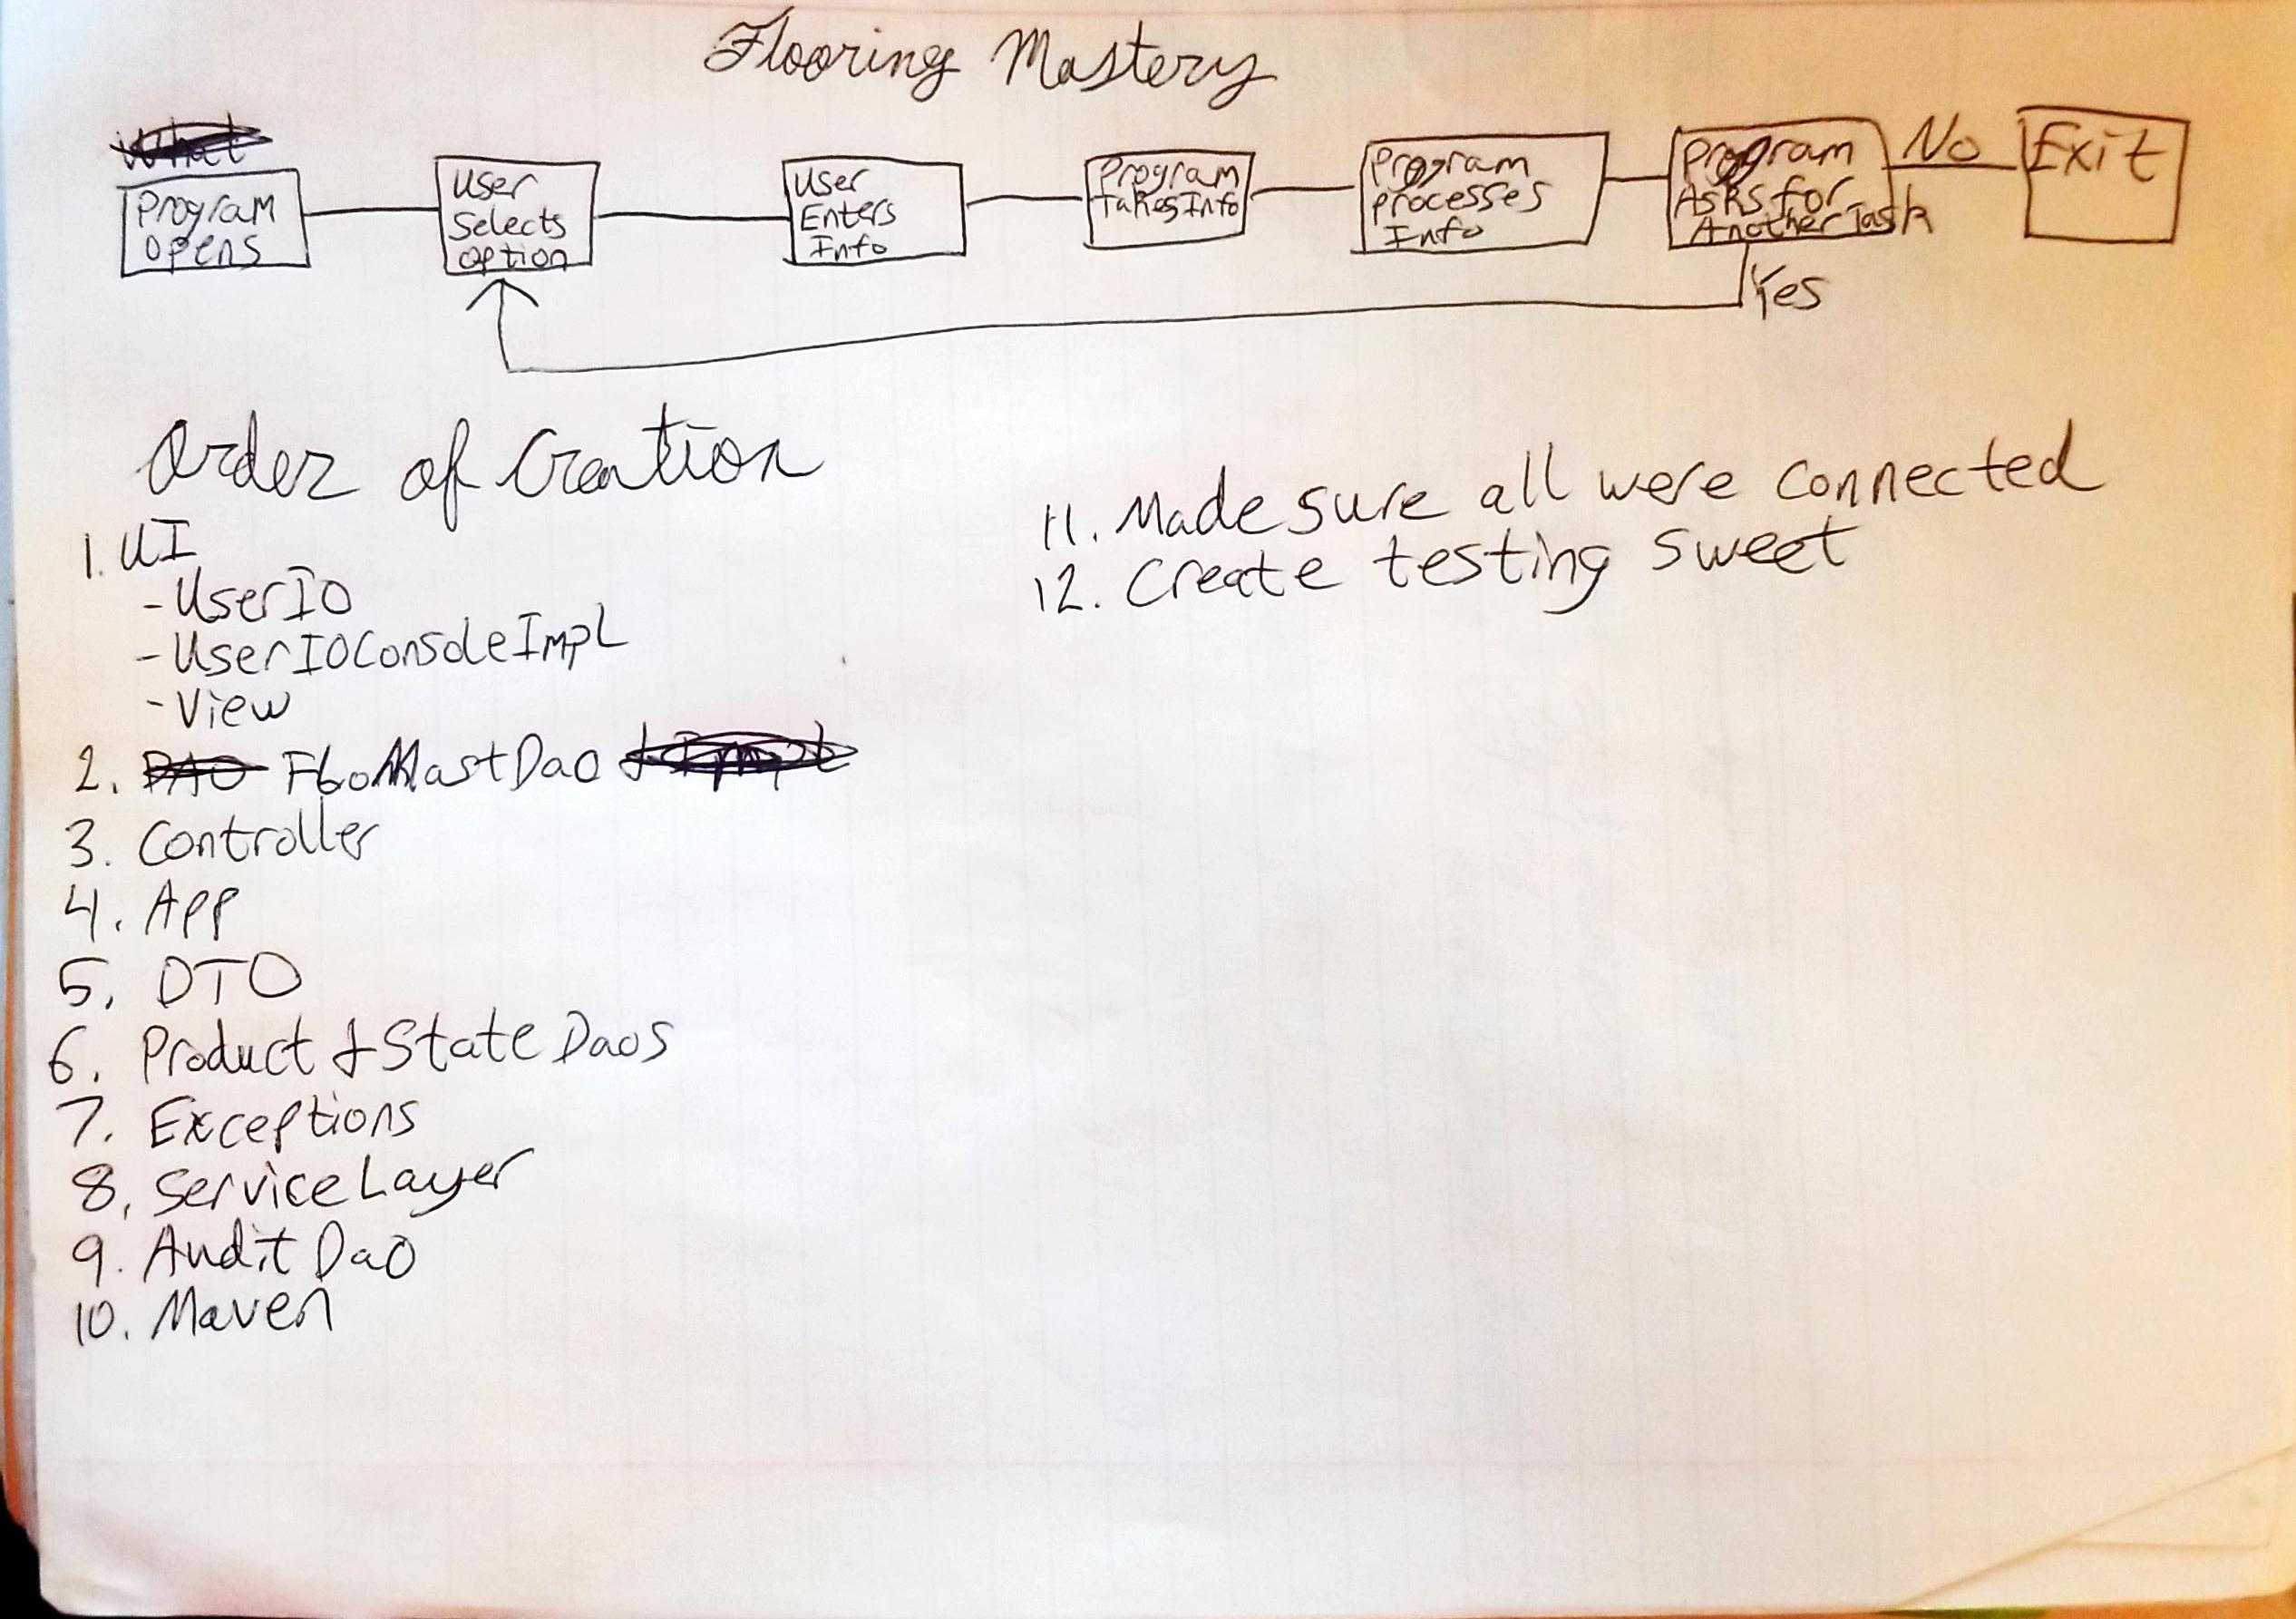 Flooring Mastery
What
Program
Opens
User
Selects
Option
User
Enters
Info
Program
Takes Info
Program
Processes
Info
Program
Asks for
Another Task
No
Exit
Yes
Order of Creation
1. UI
- UserIO
- UserIOConsoleImpl
- View
2. DAO FloMastDao & Impl
3. Controller
4. App
5. DTO
6. Product & State Daos
7. Exceptions
8. Service Layer
9. Audit Dao
10. Maven
11. Made sure all were connected
12. Create testing sweet